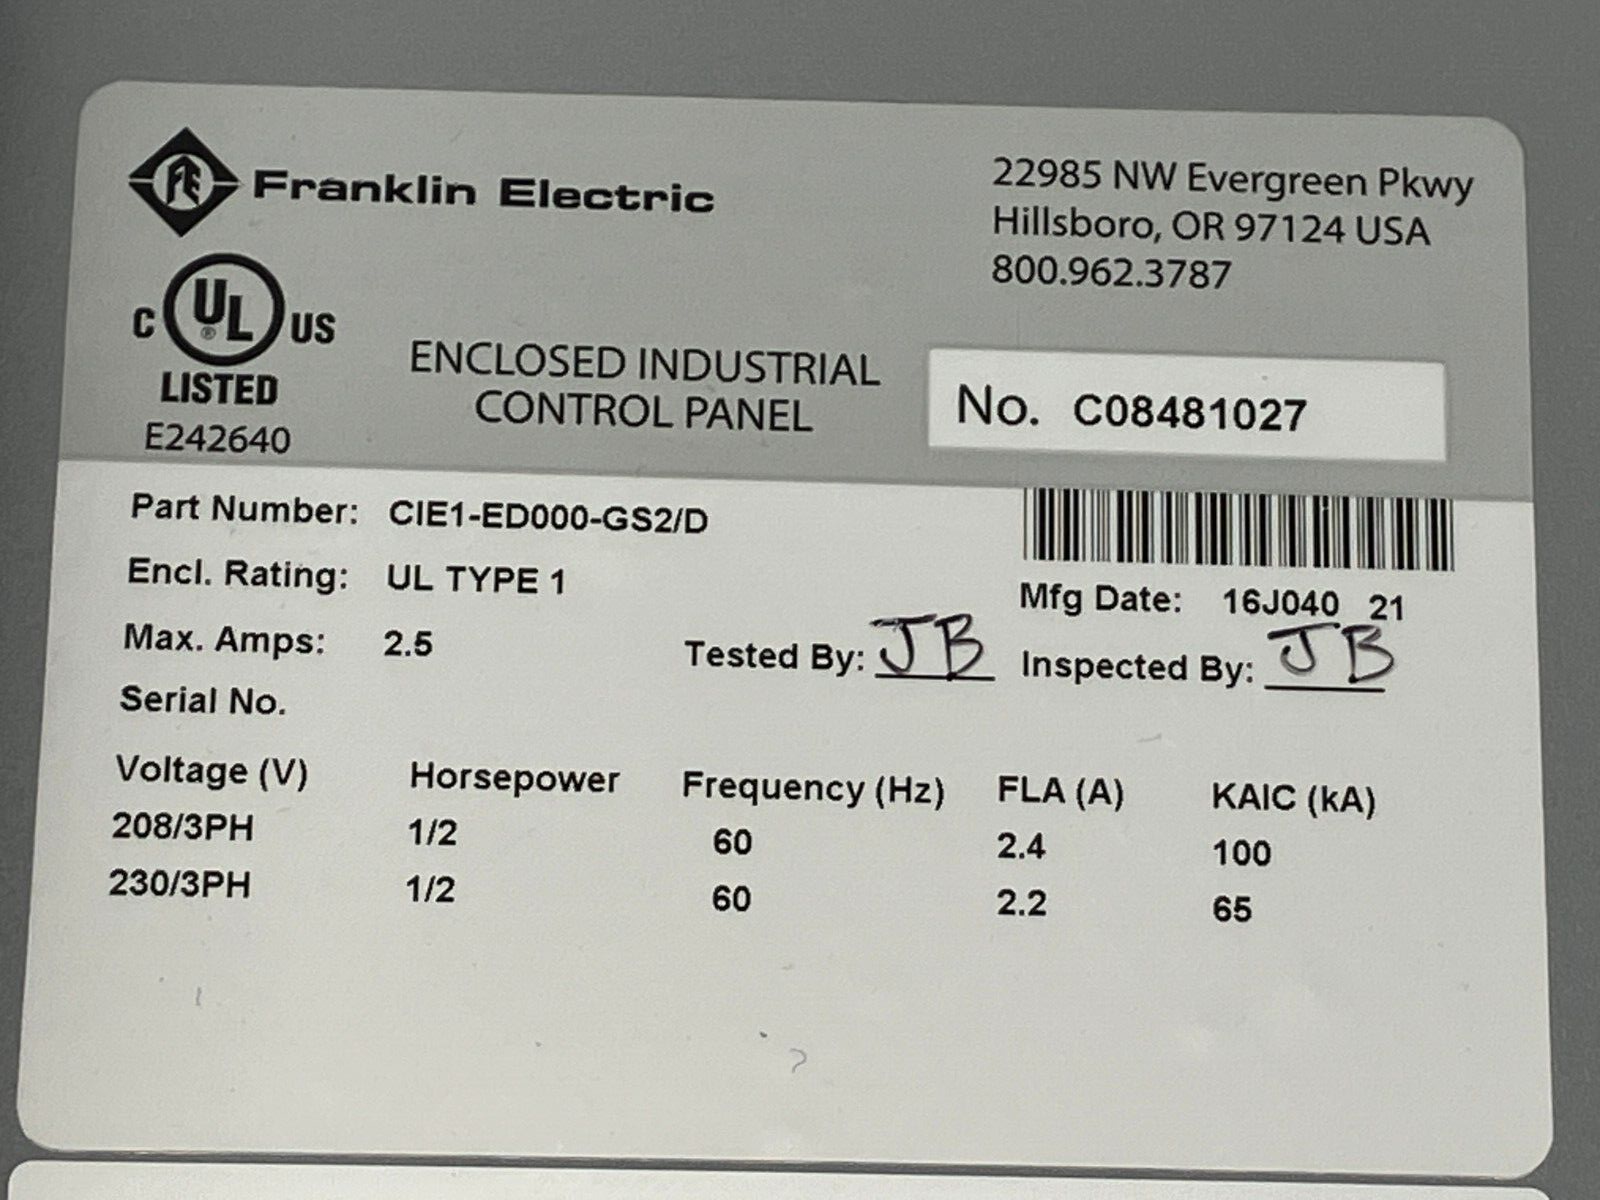 FE Franklin Electric
22985 NW Evergreen Pkwy
Hillsboro, OR 97124 USA
800.962.3787
C UL® US
LISTED
E242640
ENCLOSED INDUSTRIAL
CONTROL PANEL
No. C08481027
Part Number: CIE1-ED000-GS2/D
Encl. Rating: UL TYPE 1
Mfg Date: 16J040 21
Max. Amps: 2.5
Tested By: JB Inspected By: JB
Serial No.
Voltage (V) Horsepower Frequency (Hz) FLA (A) KAIC (kA)
208/3PH 1/2 60 2.4 100
230/3PH 1/2 60 2.2 65